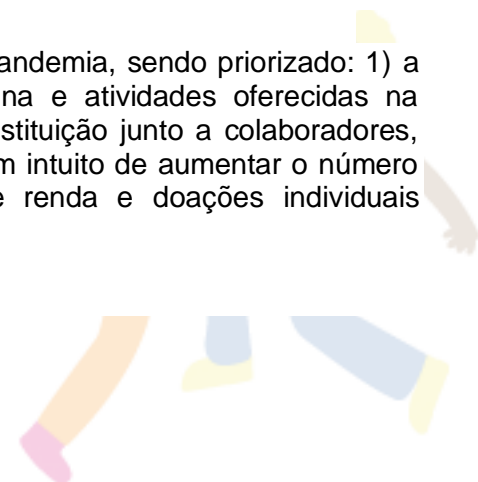 andemia, sendo priorizado: 1) a
na e atividades oferecidas na
stituição junto a colaboradores,
m intuito de aumentar o número
e renda e doações individuais